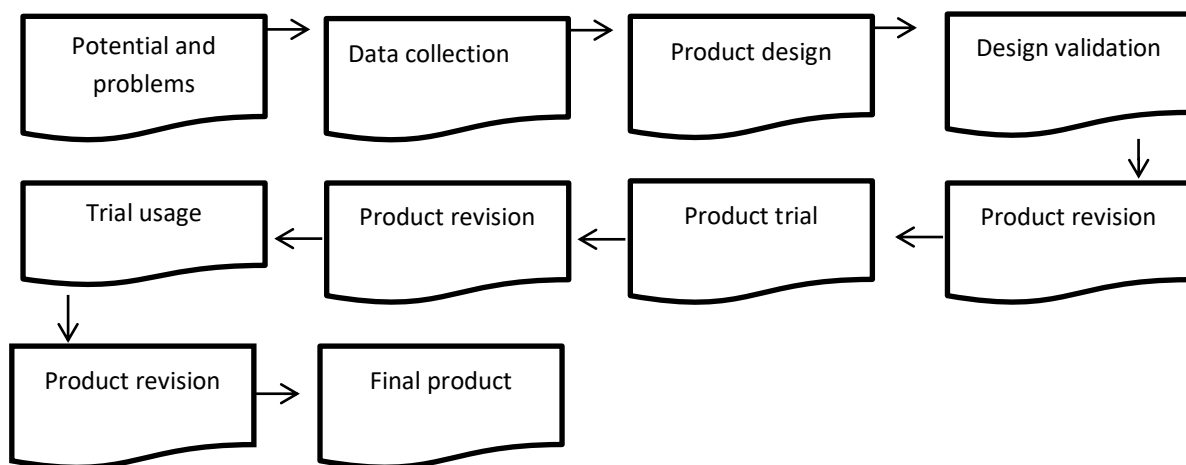 Potential and
problems
Data collection
Product design
Design validation
Product revision
Product trial
Product revision
Trial usage
Product revision
Final product